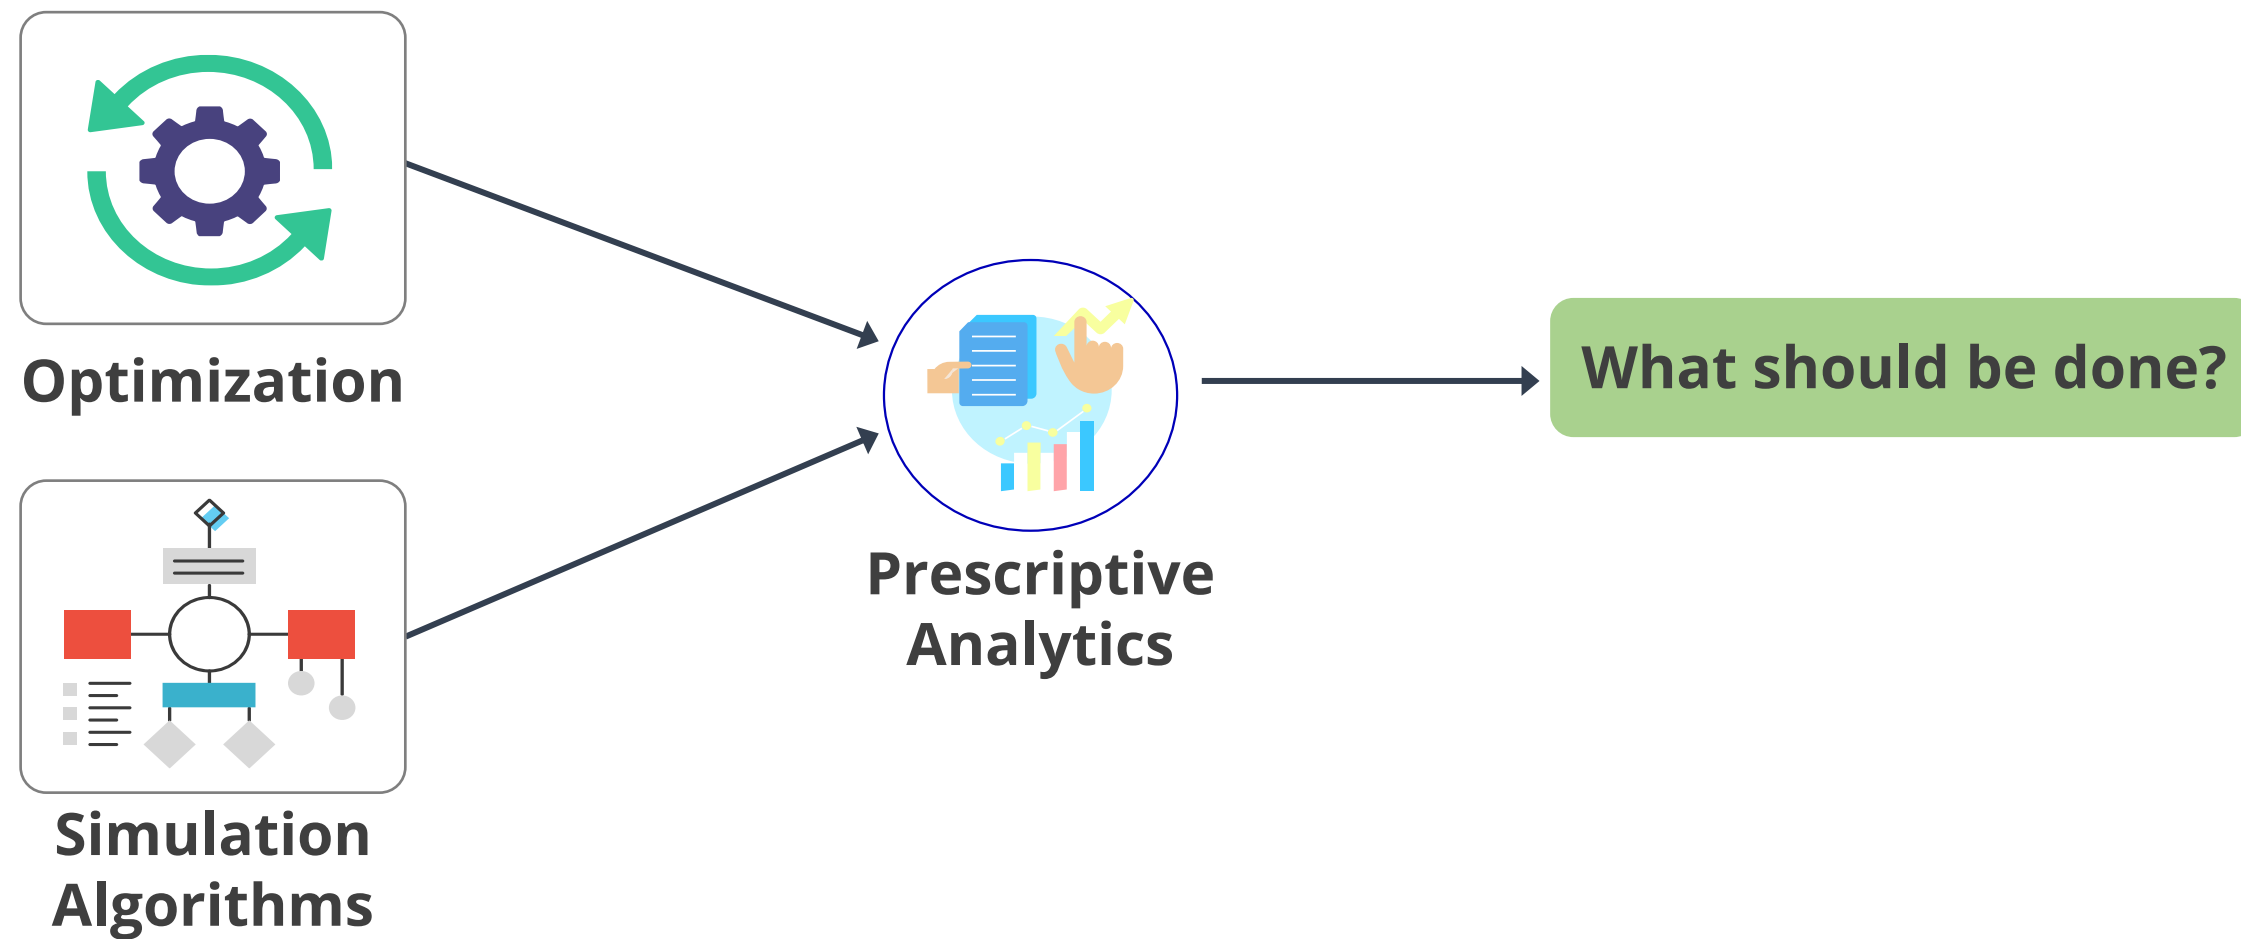 Optimization
Simulation
Algorithms
Prescriptive
Analytics
What should be done?